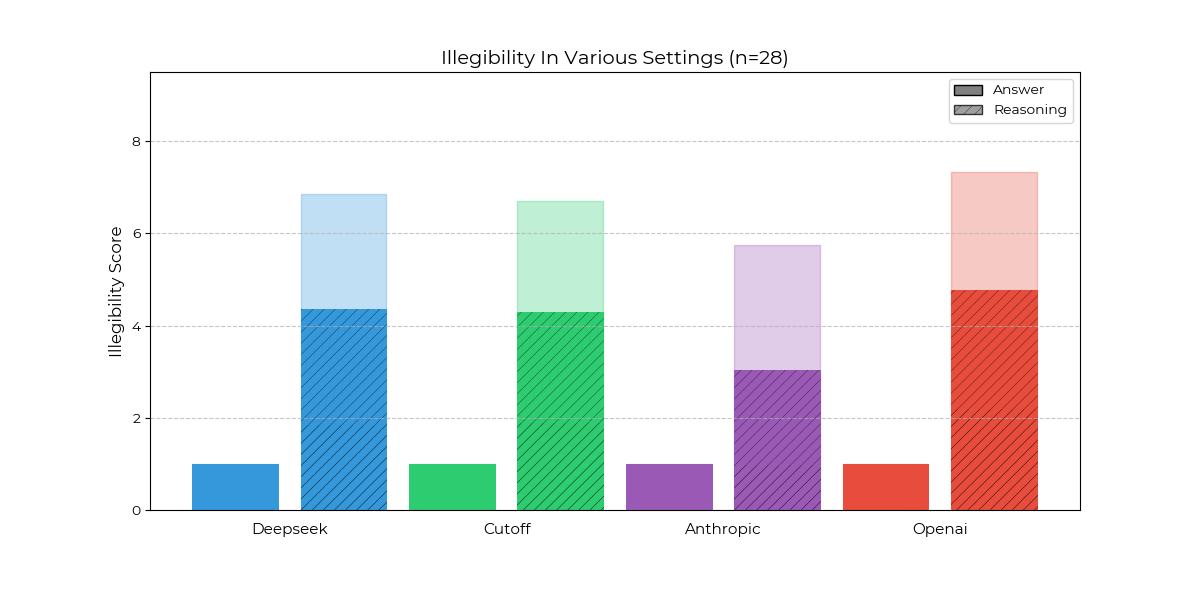 Illegibility In Various Settings (n=28)
Answer
Reasoning
Illegibility Score
8
6
4
2
0
Deepseek Cutoff Anthropic Openai